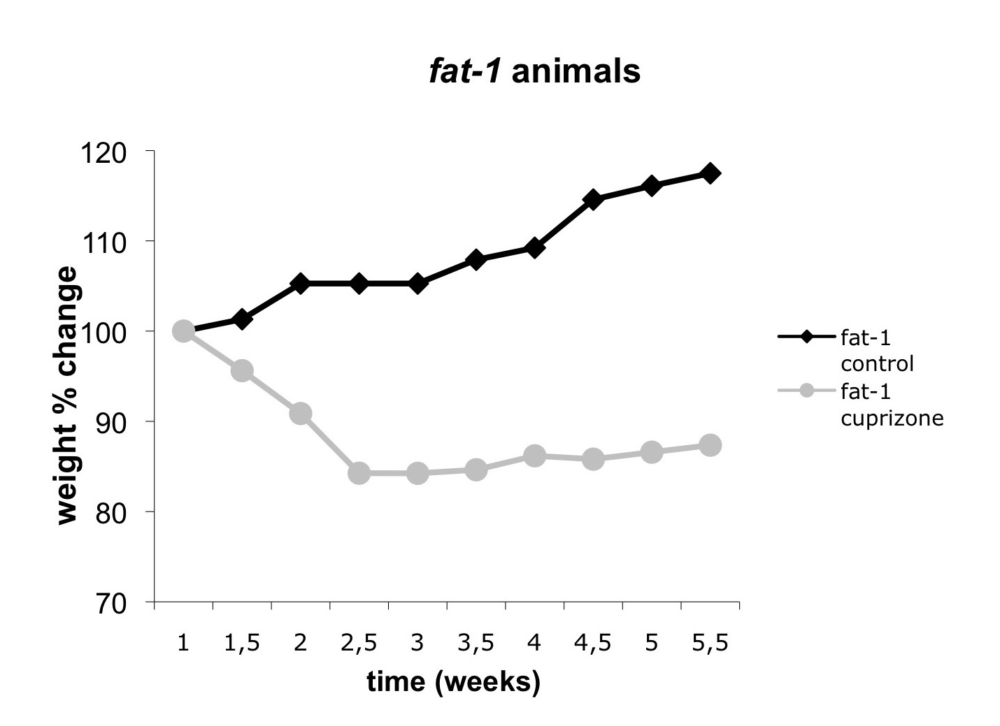 fat-1 animals
120
110
100
90
80
70
weight % change
1 1,5 2 2,5 3 3,5 4 4,5 5 5,5
time (weeks)
fat-1
control
fat-1
cuprizone